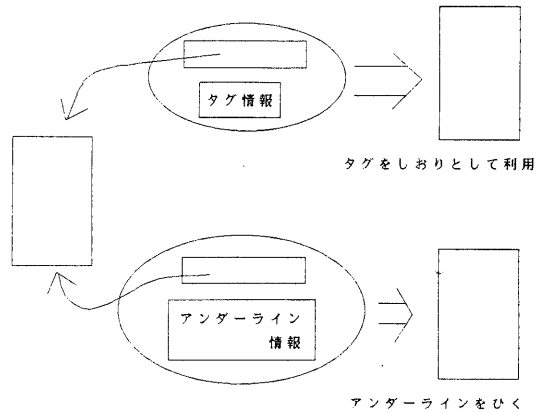 タグ情報
タグをしおりとして利用
アンダーライン
情報
アンダーラインをひく